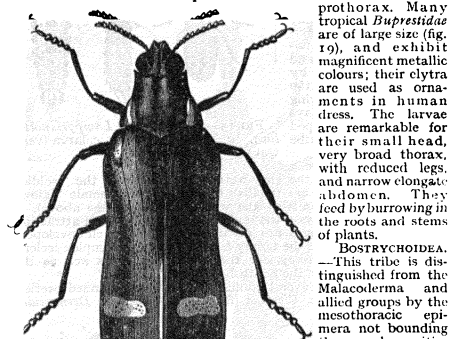 prothorax. Many
tropical Buprestidae
are of large size (fig.
19), and exhibit
magnificent metallic
colours; their elytra
are used as orna-
ments in human
dress. The larvae
are remarkable for
their small head,
very broad thorax,
with reduced legs,
and narrow elongate
abdomen. They
feed by burrowing in
the roots and stems
of plants.
BOSTRYCHOIDEA.
—This tribe is dis-
tinguished from the
Malacoderma and
allied groups by the
mesothoracic epi-
mera not bounding